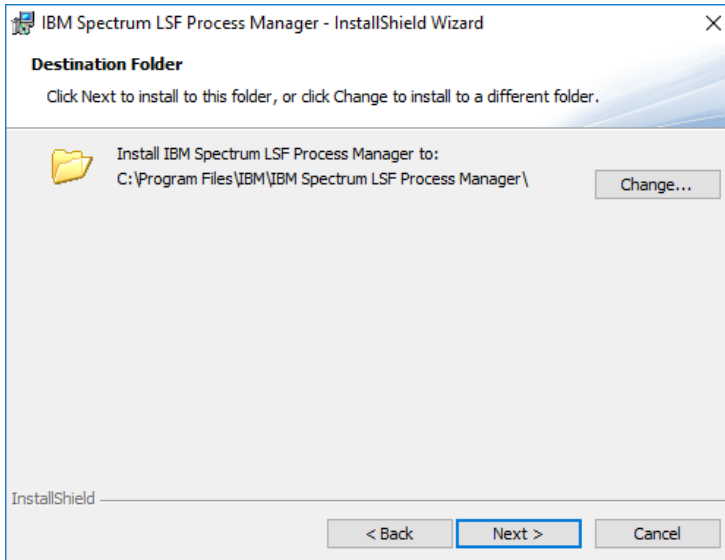 IBM Spectrum LSF Process Manager - InstallShield Wizard
Destination Folder
Click Next to install to this folder, or click Change to install to a different folder.
Install IBM Spectrum LSF Process Manager to:
C:\Program Files\IBM\IBM Spectrum LSF Process Manager\
Change...
InstallShield
< Back
Next >
Cancel